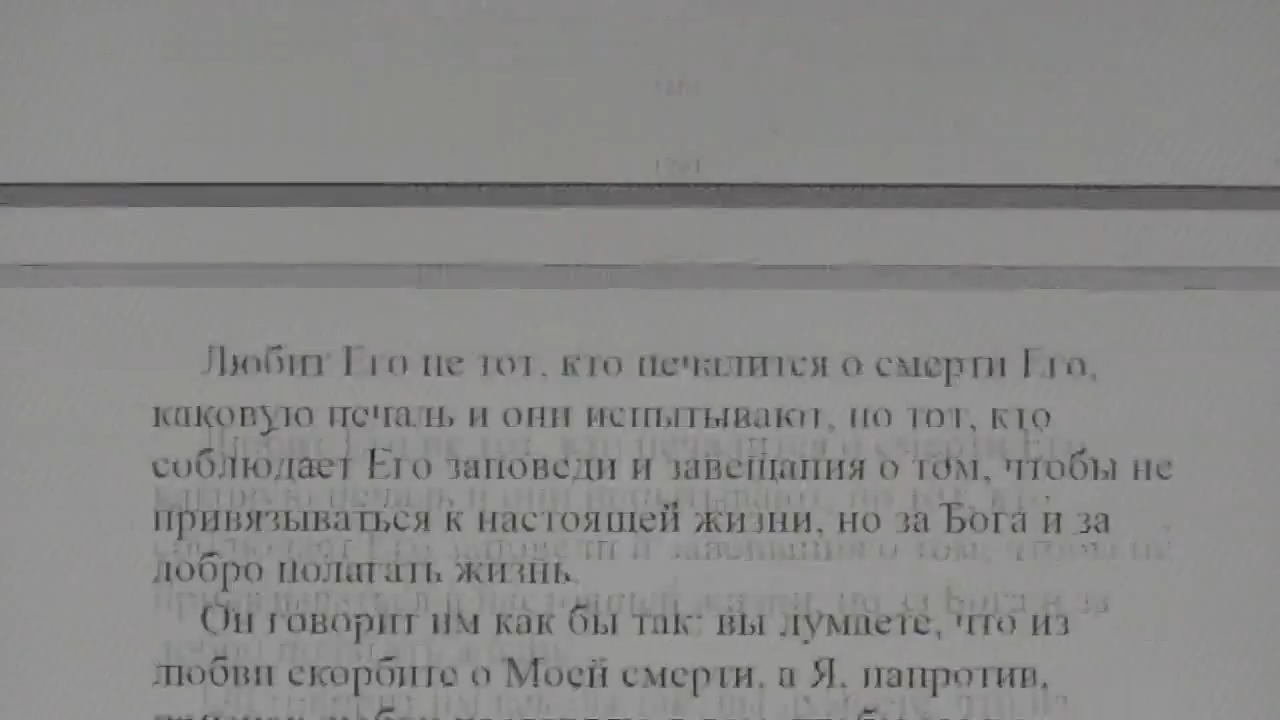 Любит Его не тот, кто печалится о смерти Его,
каковую печаль и они испытывают, но тот, кто
соблюдает Его заповеди и завещания о том, чтобы не
привязываться к настоящей жизни, но за Бога и за
добро полагать жизнь.
Он говорит им как бы так: вы думаете, что из
любви скорбите о Моей смерти, а Я, напротив,